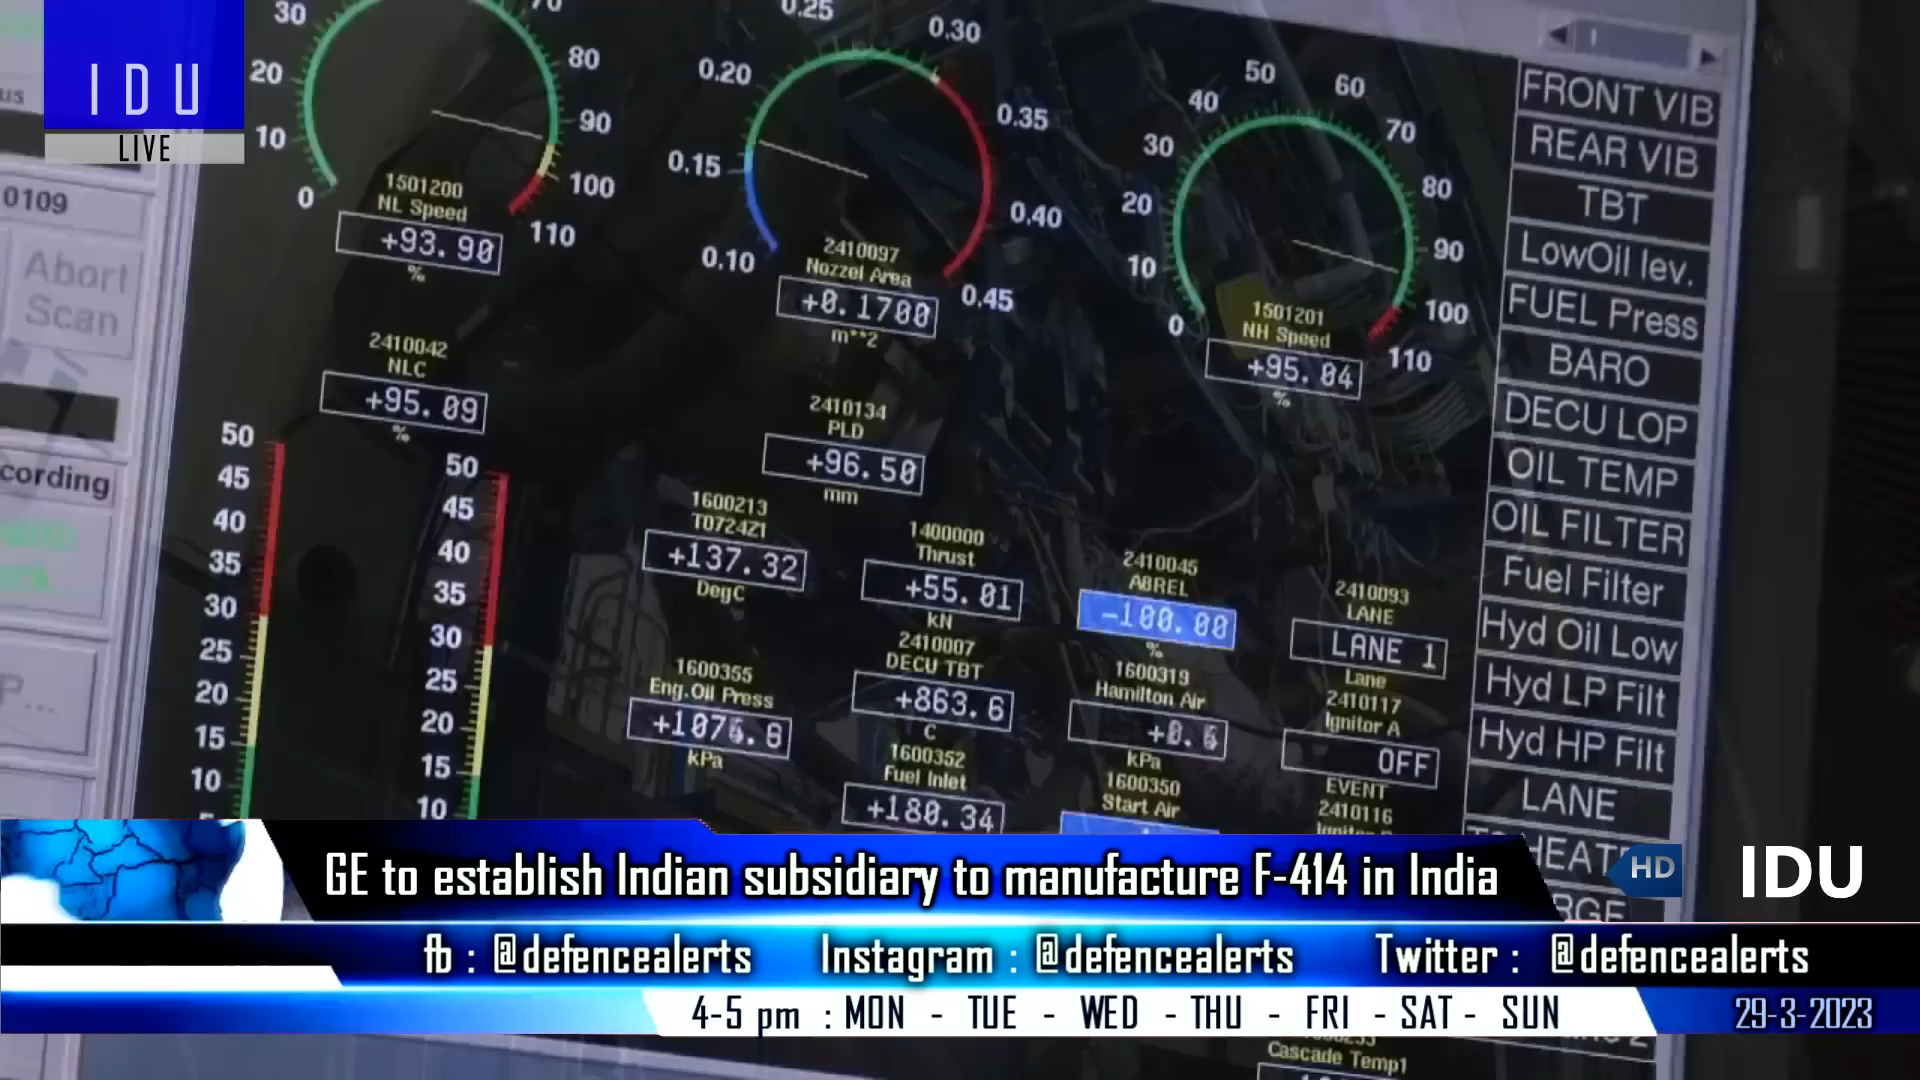 IDU
LIVE
us
0109
Abort
Scan
cording
P...
30
20
10
0
70
80
90
100
110
1501200
NL Speed
+93.90
%
2410042
NLC
+95.09
%
0.10
0.15
0.20
0.25
0.30
0.35
0.40
0.45
2410097
Nozzel Area
+0.1700
m**2
2410134
PLD
+96.50
mm
0
10
20
30
40
50
60
70
80
90
100
110
1501201
NH Speed
+95.04
%
50
45
40
35
30
25
20
15
10
50
45
40
35
30
25
20
15
10
1600213
T0724Z1
+137.32
DegC
1600355
Eng.Oil Press
kPa
1400000
Thrust
+55.01
kN
2410007
DECU TBT
+863.6
C
1600352
Fuel Inlet
+180.34
2410045
ABREL
-100.00
%
1600319
Hamilton Air
kPa
1600350
Start Air
2410093
LANE
LANE 1
Lane
2410117
Ignitor A
OFF
EVENT
2410116
FRONT VIB
REAR VIB
TBT
LowOil lev.
FUEL Press
BARO
DECU LOP
OIL TEMP
OIL FILTER
Fuel Filter
Hyd Oil Low
Hyd LP Filt
Hyd HP Filt
LANE
GE to establish Indian subsidiary to manufacture F-414 in India
HD
IDU
fb : @defencealerts Instagram : @defencealerts Twitter : @defencealerts
4-5 pm : MON - TUE - WED - THU - FRI - SAT - SUN
29-3-2023
Cascade Temp1